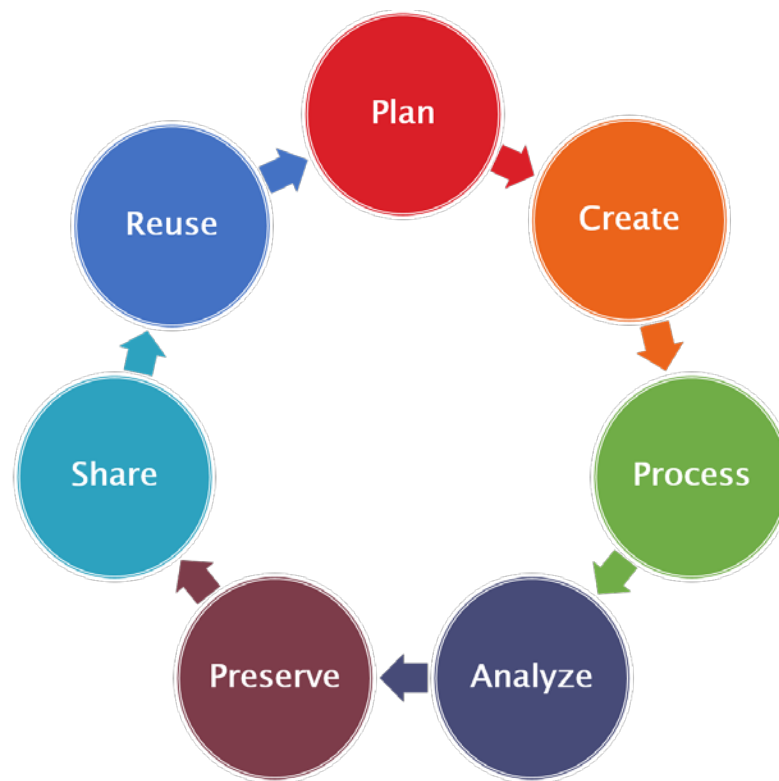 Plan
Create
Process
Analyze
Preserve
Share
Reuse